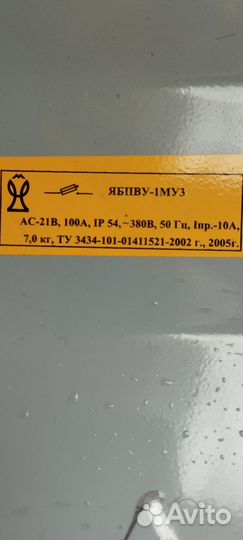 ЯБПВУ-1МУ3
АС-21В, 100А, IP 54, ~380В, 50 Гц, Iпр.-10А,
7,0 кг, ТУ 3434-101-01411521-2002 г., 2005г.
Avito